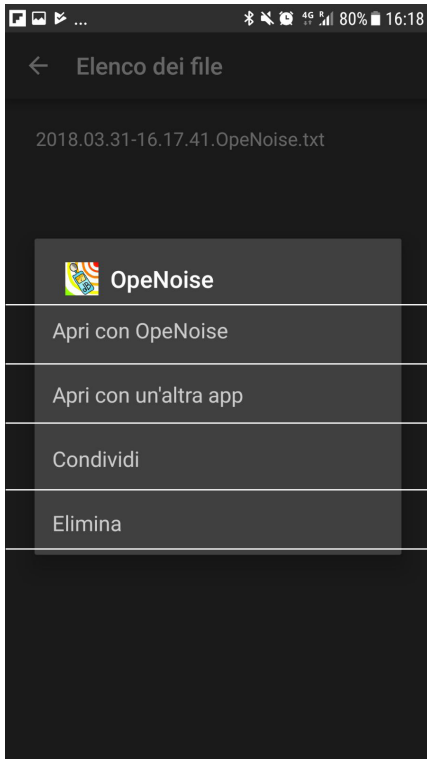 ... 4G R 80% 16:18
Elenco dei file
2018.03.31-16.17.41.OpeNoise.txt
OpeNoise
Apri con OpeNoise
Apri con un'altra app
Condividi
Elimina